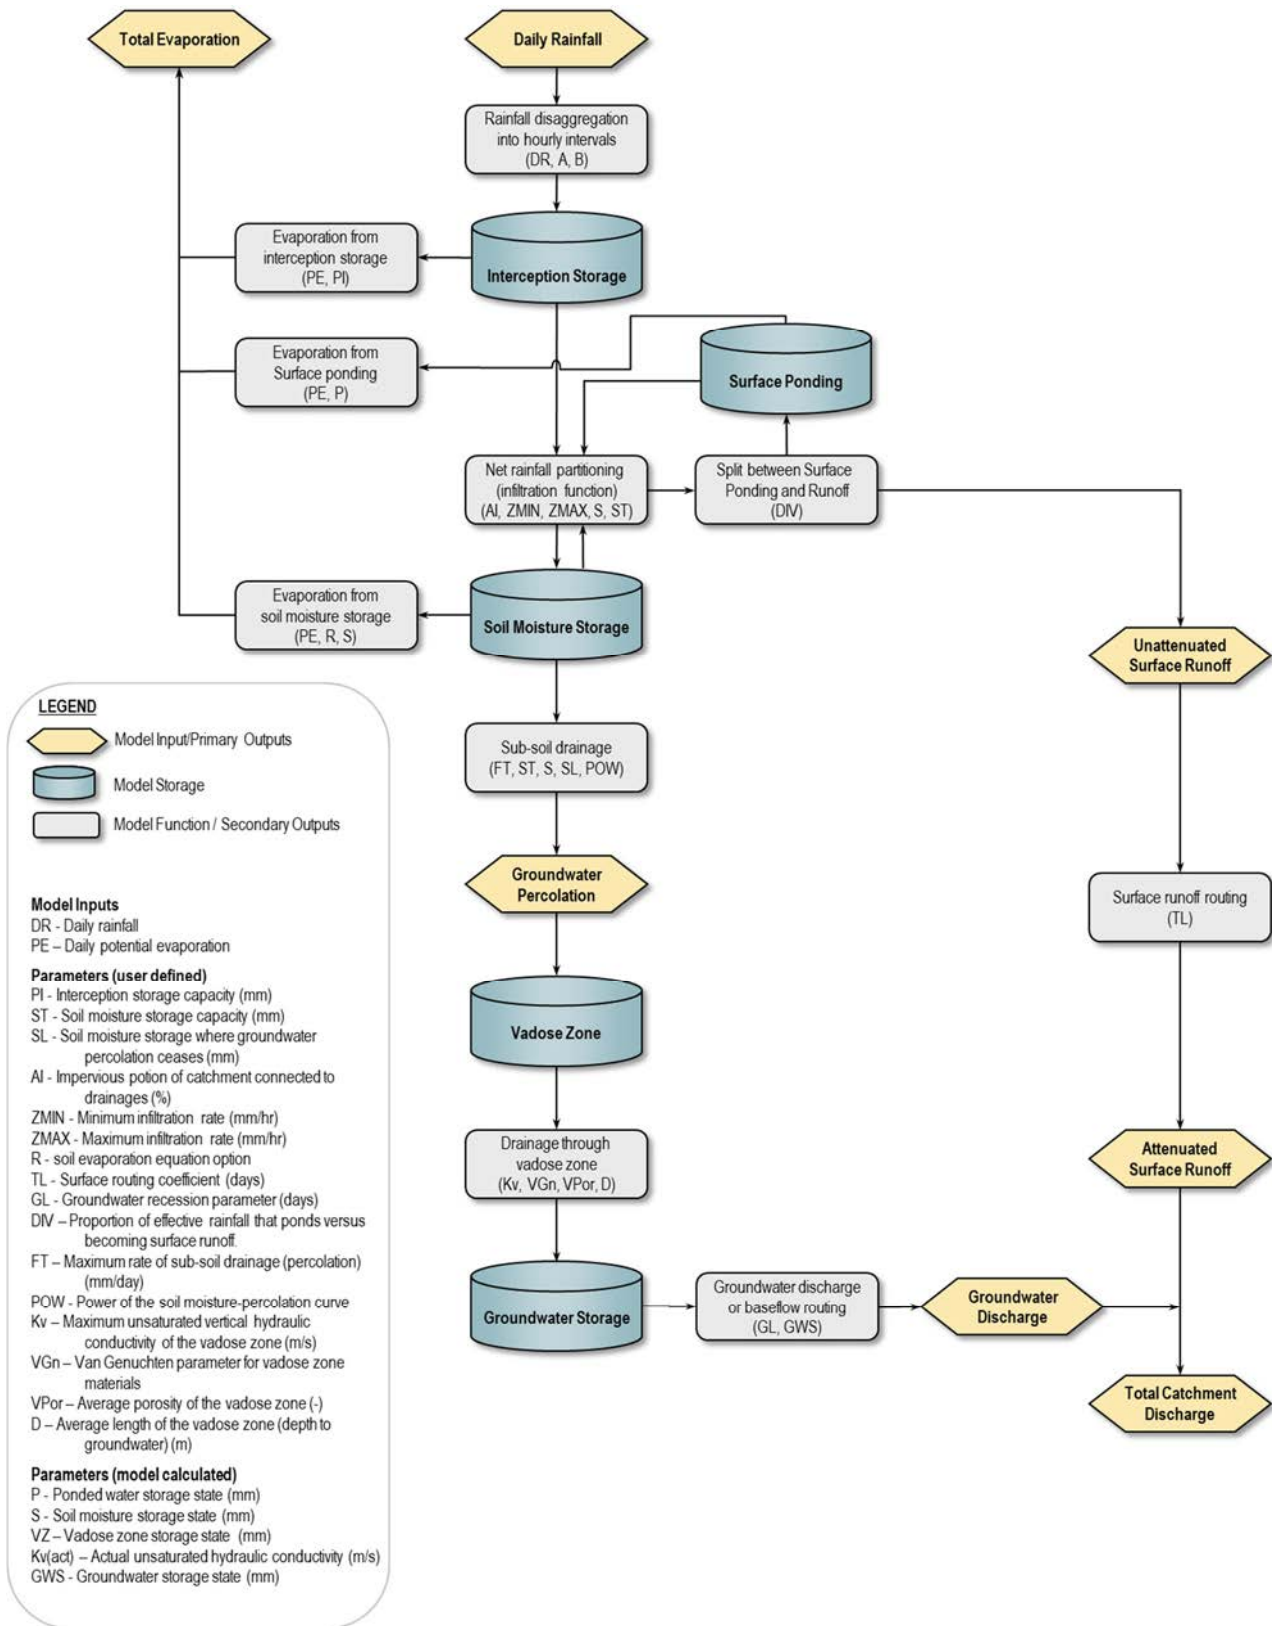 Total Evaporation
Daily Rainfall
Rainfall disaggregation
into hourly intervals
(DR, A, B)
Evaporation from
interception storage
(PE, PI)
Interception Storage
Evaporation from
Surface ponding
(PE, P)
Surface Ponding
Net rainfall partitioning
(infiltration function)
(AI, ZMIN, ZMAX, S, ST)
Split between Surface
Ponding and Runoff
(DIV)
Evaporation from
soil moisture storage
(PE, R, S)
Soil Moisture Storage
Unattenuated
Surface Runoff
Sub-soil drainage
(FT, ST, S, SL, POW)
Groundwater
Percolation
Surface runoff routing
(TL)
Vadose Zone
Drainage through
vadose zone
(Kv, VGn, VPor, D)
Attenuated
Surface Runoff
Groundwater Storage
Groundwater discharge
or baseflow routing
(GL, GWS)
Groundwater
Discharge
Total Catchment
Discharge
LEGEND
Model Input/Primary Outputs
Model Storage
Model Function / Secondary Outputs
Model Inputs
DR - Daily rainfall
PE – Daily potential evaporation
Parameters (user defined)
PI - Interception storage capacity (mm)
ST - Soil moisture storage capacity (mm)
SL - Soil moisture storage where groundwater
percolation ceases (mm)
AI - Impervious potion of catchment connected to
drainages (%)
ZMIN - Minimum infiltration rate (mm/hr)
ZMAX - Maximum infiltration rate (mm/hr)
R - soil evaporation equation option
TL – Surface routing coefficient (days)
GL - Groundwater recession parameter (days)
DIV – Proportion of effective rainfall that ponds versus
becoming surface runoff.
FT – Maximum rate of sub-soil drainage (percolation)
(mm/day)
POW - Power of the soil moisture-percolation curve
Kv – Maximum unsaturated vertical hydraulic
conductivity of the vadose zone (m/s)
VGn – Van Genuchten parameter for vadose zone
materials
VPor – Average porosity of the vadose zone (-)
D – Average length of the vadose zone (depth to
groundwater) (m)
Parameters (model calculated)
P - Ponded water storage state (mm)
S - Soil moisture storage state (mm)
VZ – Vadose zone storage state (mm)
Kv(act) – Actual unsaturated hydraulic conductivity (m/s)
GWS - Groundwater storage state (mm)